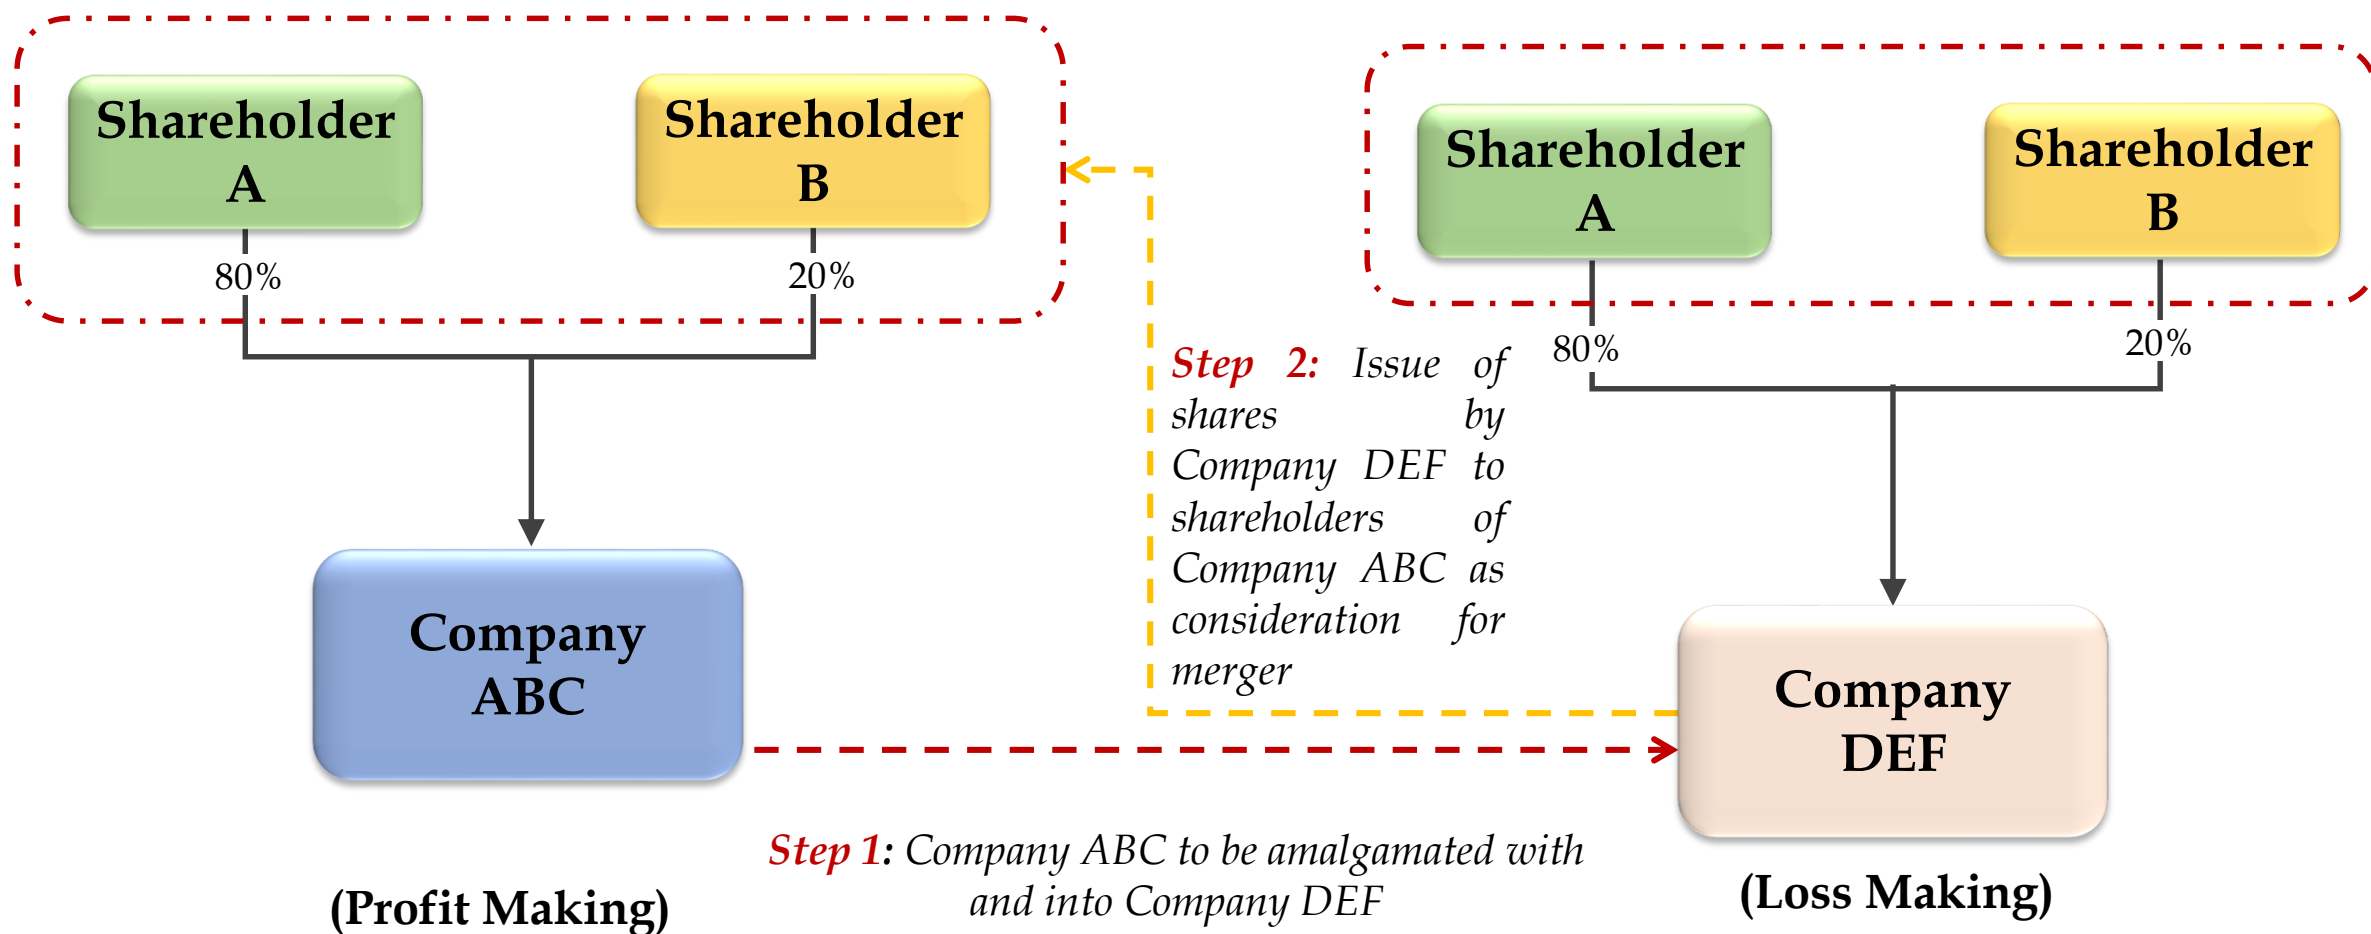 Shareholder
A
Shareholder
B
80%
20%
Shareholder
A
Shareholder
B
80%
20%
Step 2: Issue of
shares by
Company DEF to
shareholders of
Company ABC as
consideration for
merger
Company
ABC
Company
DEF
Step 1: Company ABC to be amalgamated with
and into Company DEF
(Profit Making)
(Loss Making)